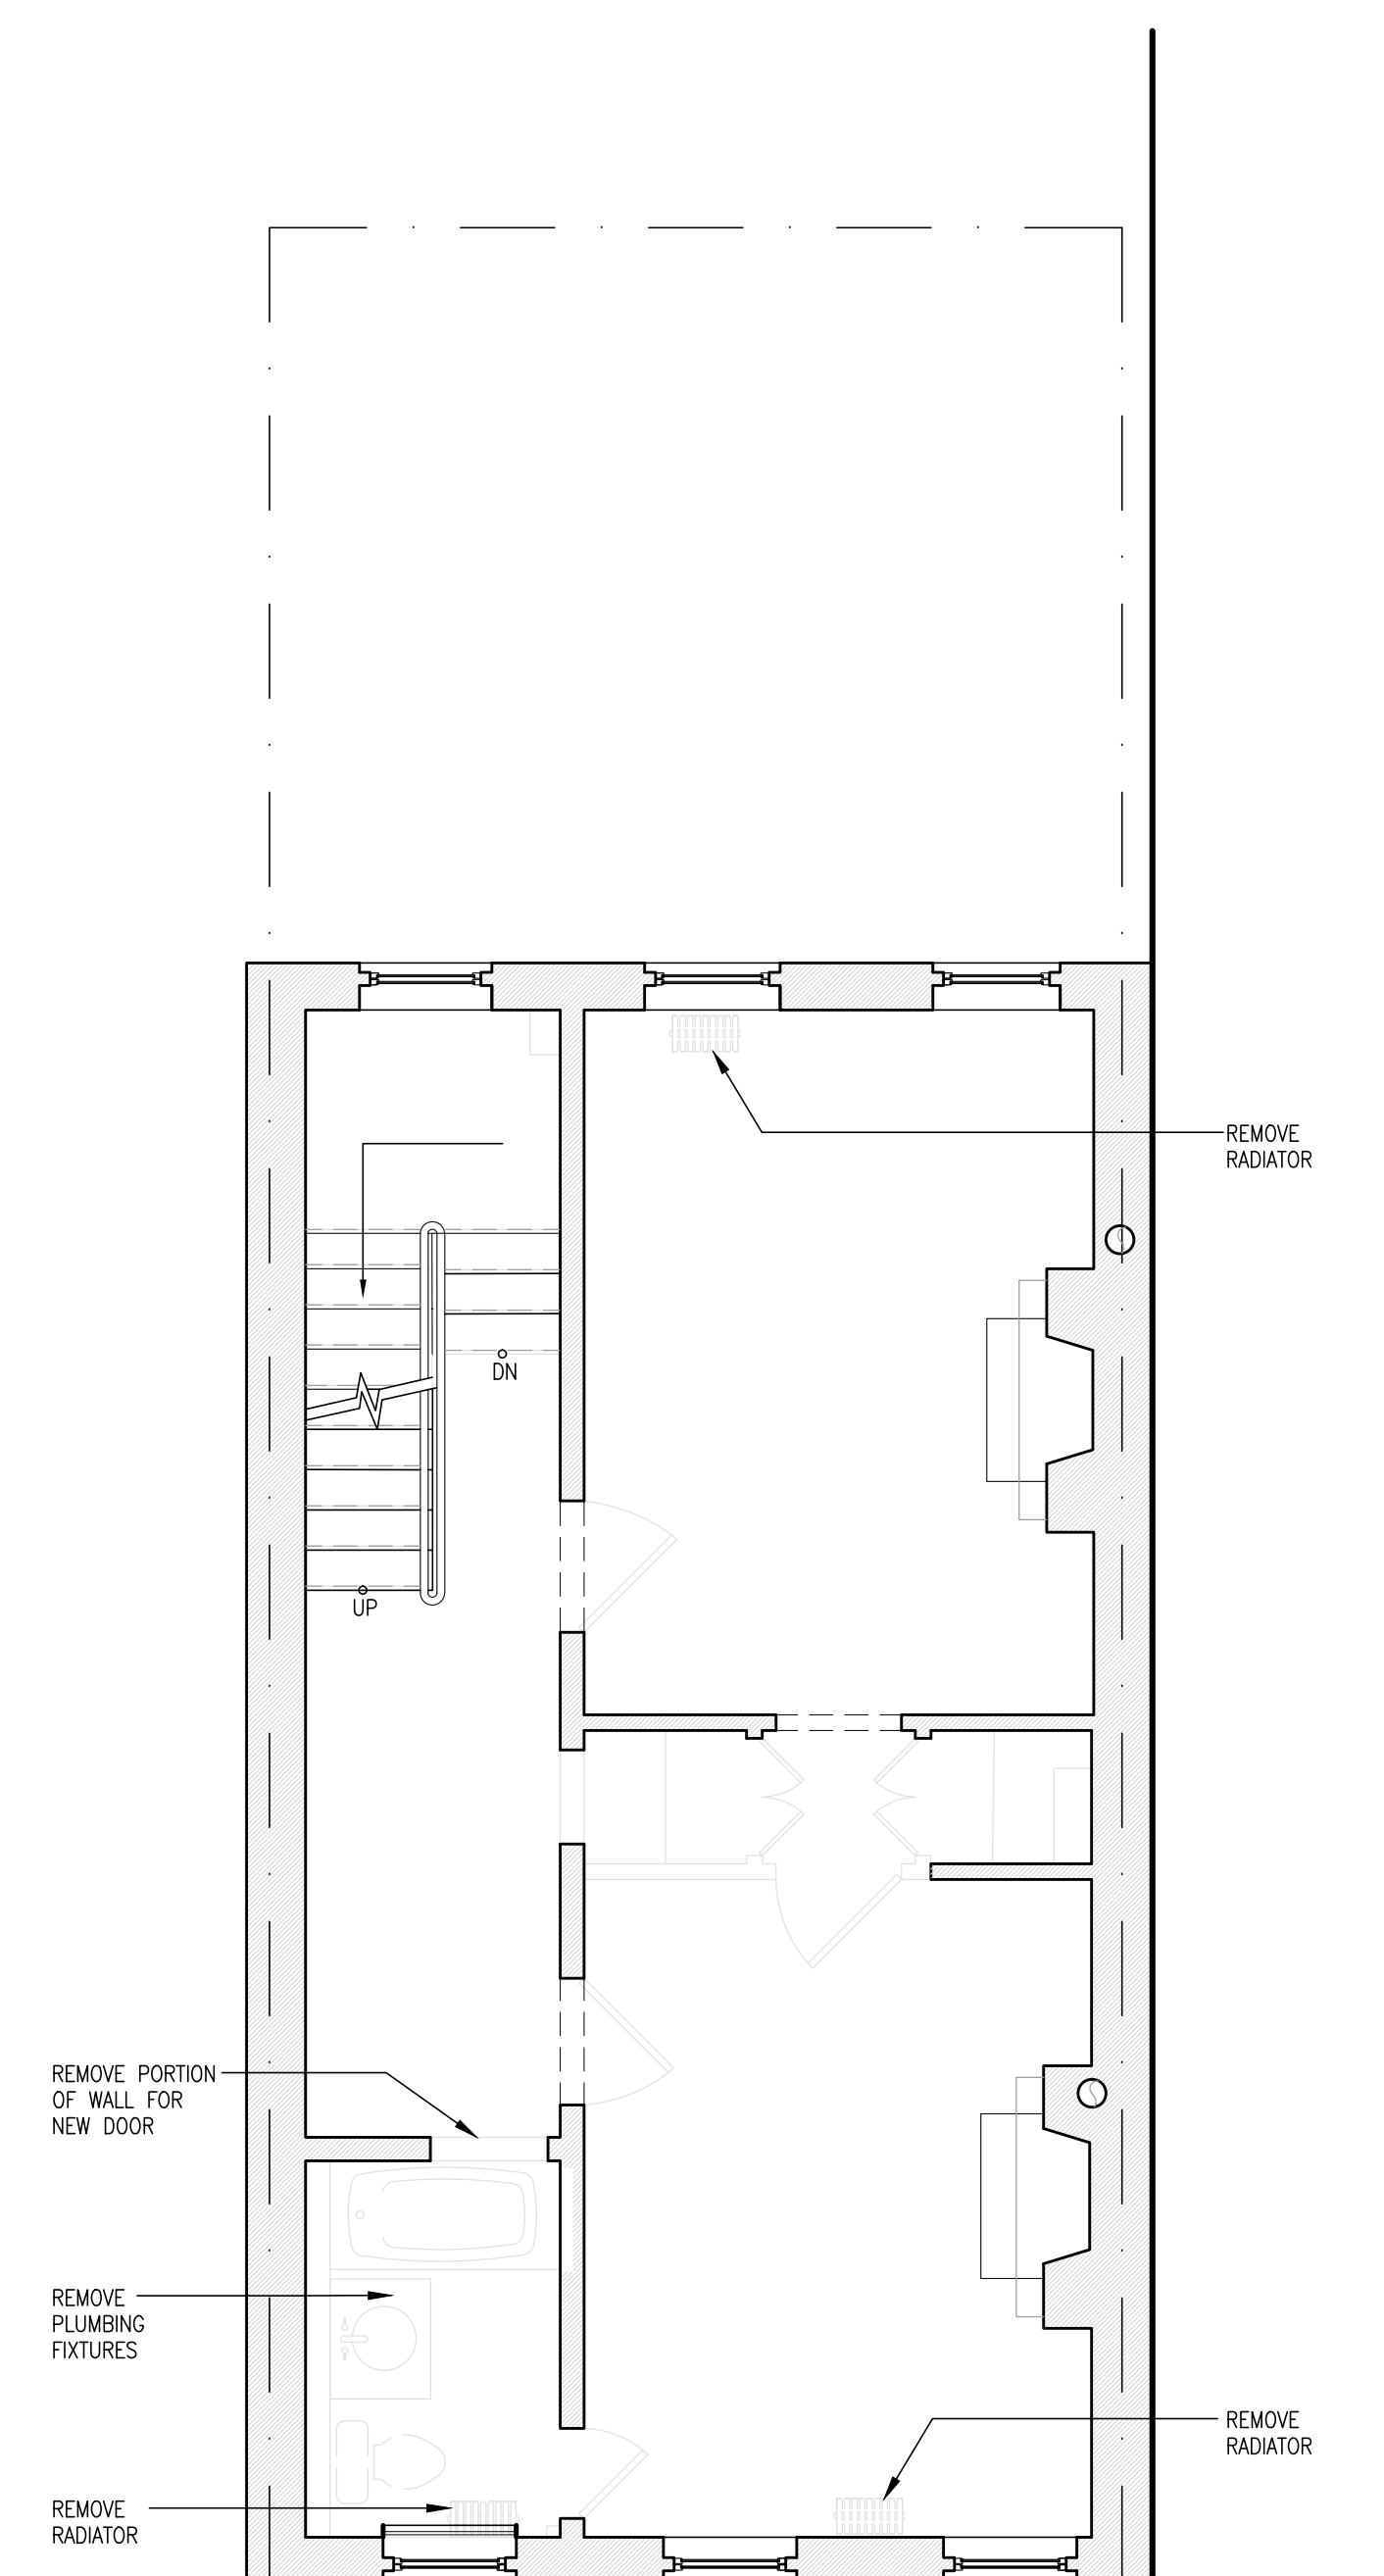 REMOVE
RADIATOR
DN
UP
REMOVE PORTION
OF WALL FOR
NEW DOOR
REMOVE
PLUMBING
FIXTURES
REMOVE
RADIATOR
REMOVE
RADIATOR